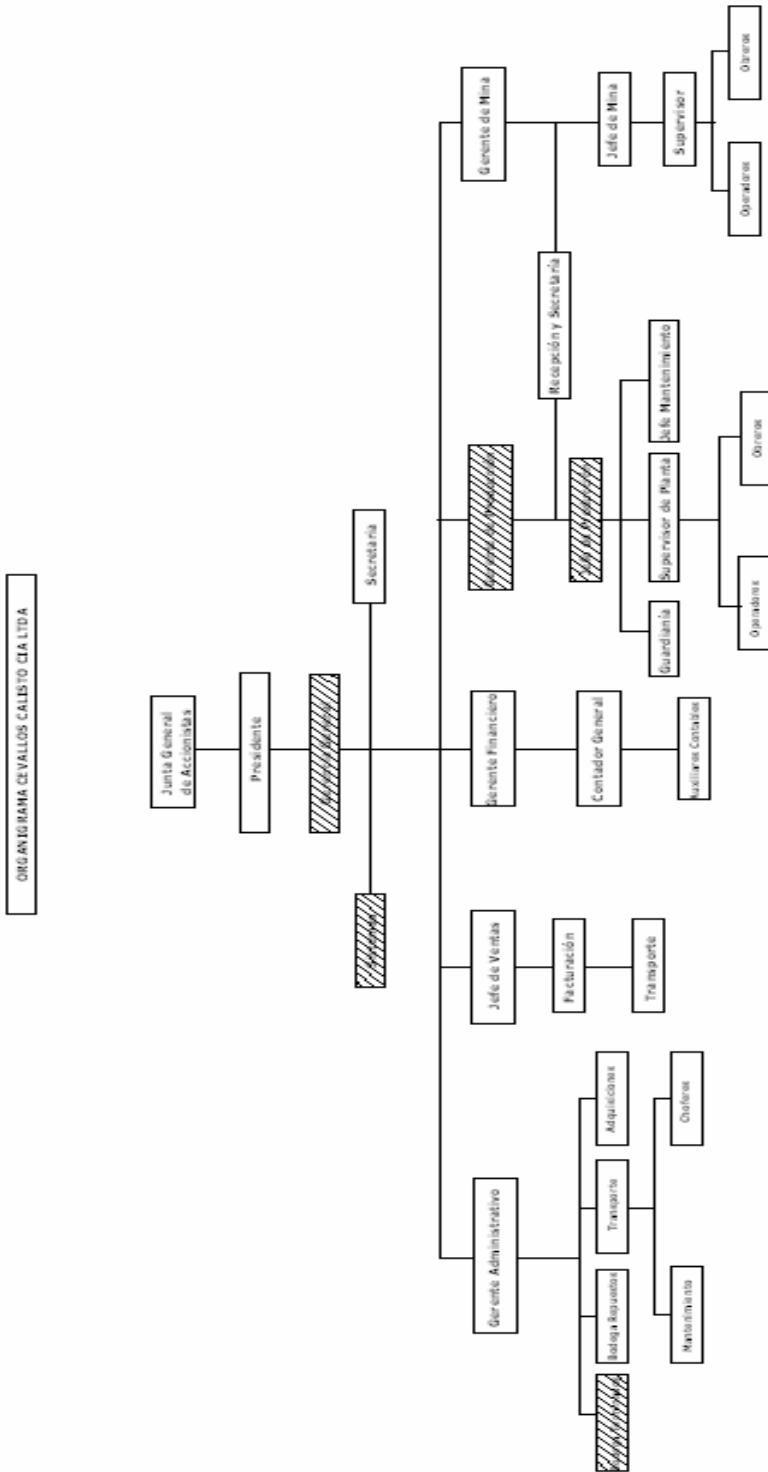 ORGANIGRAMA CEVALLOS CALISTO CIA LTDA
Junta General
de Accionistas
Presidente
Secretaria
Gerente Administrativo
Jefe de Ventas
Gerente Financiero
Gerente de Mina
Recepción y Secretaría
Bodega Repuestos
Transporte
Adquisiciones
Facturación
Contador General
Jefe de Mina
Mantenimiento
Choferes
Transporte
Auxiliares Contables
Guardianía
Supervisor de Planta
Jefe Mantenimiento
Supervisor
Operadores
Obreros
Operadores
Obreros